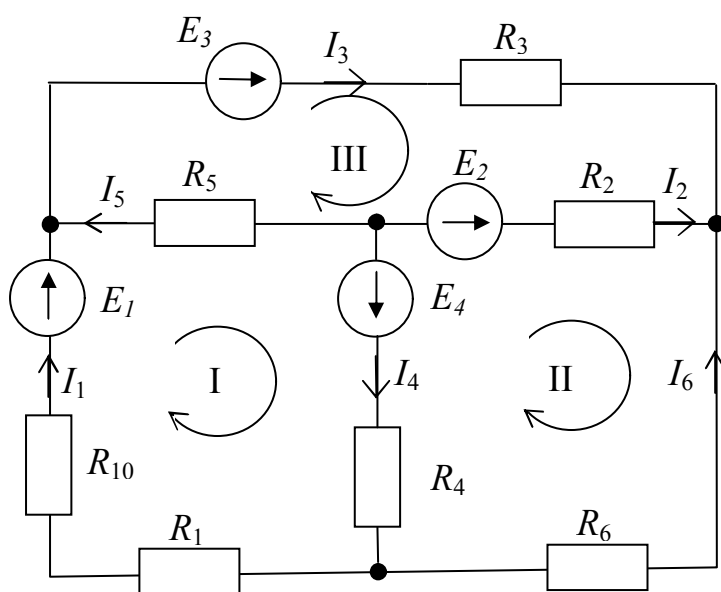 E3 I3 R3
III
I5 R5 E2 R2 I2
E1 E4
I1 I I4 II I6
R10 R4
R1 R6